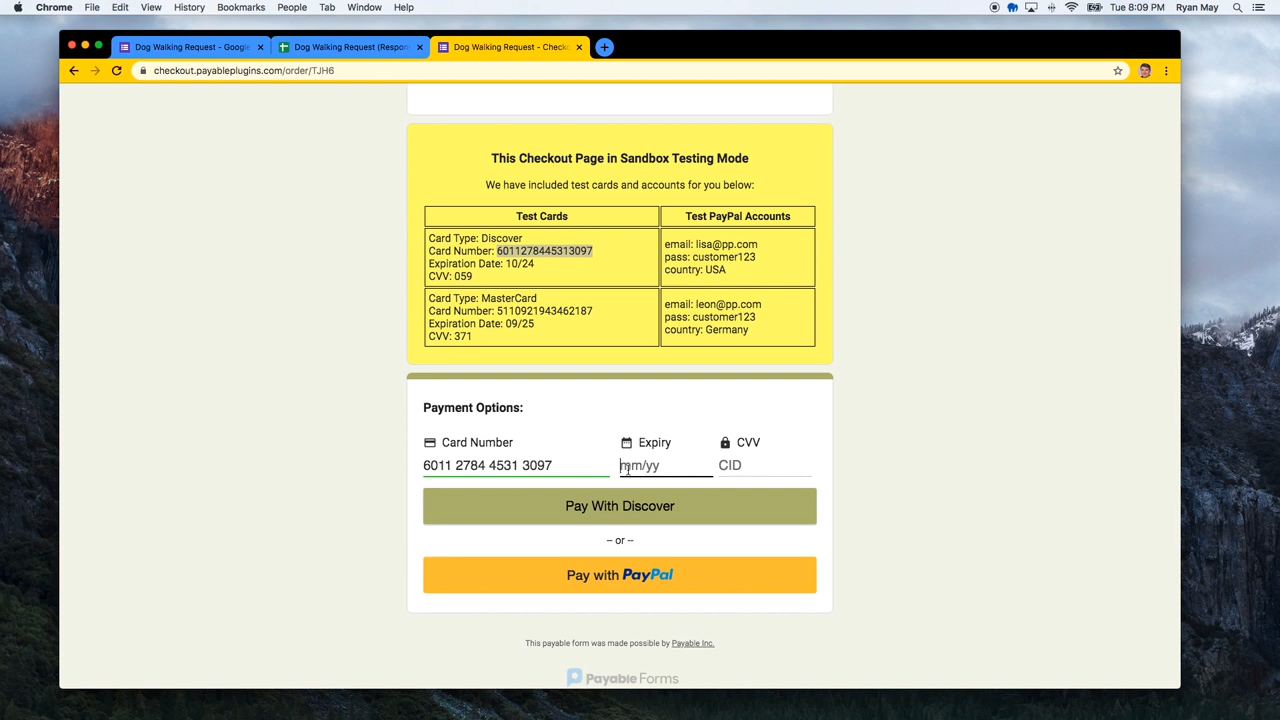 Chrome File Edit View History Bookmarks People Tab Window Help Tue 8:09 PM Ryan May
Dog Walking Request - Google Dog Walking Request (Respon Dog Walking Request - Checko
checkout.payableplugins.com/order/TJH6
This Checkout Page in Sandbox Testing Mode
We have included test cards and accounts for you below:
Test Cards Test PayPal Accounts
Card Type: Discover
Card Number: 6011278445313097
Expiration Date: 10/24
CVV: 059
email: lisa@pp.com
pass: customer123
country: USA
Card Type: MasterCard
Card Number: 5110921943462187
Expiration Date: 09/25
CVV: 371
email: leon@pp.com
pass: customer123
country: Germany
Payment Options:
Card Number Expiry CVV
6011 2784 4531 3097 mm/yy CID
Pay With Discover
-- or --
Pay with PayPal
This payable form was made possible by Payable Inc.
Payable Forms